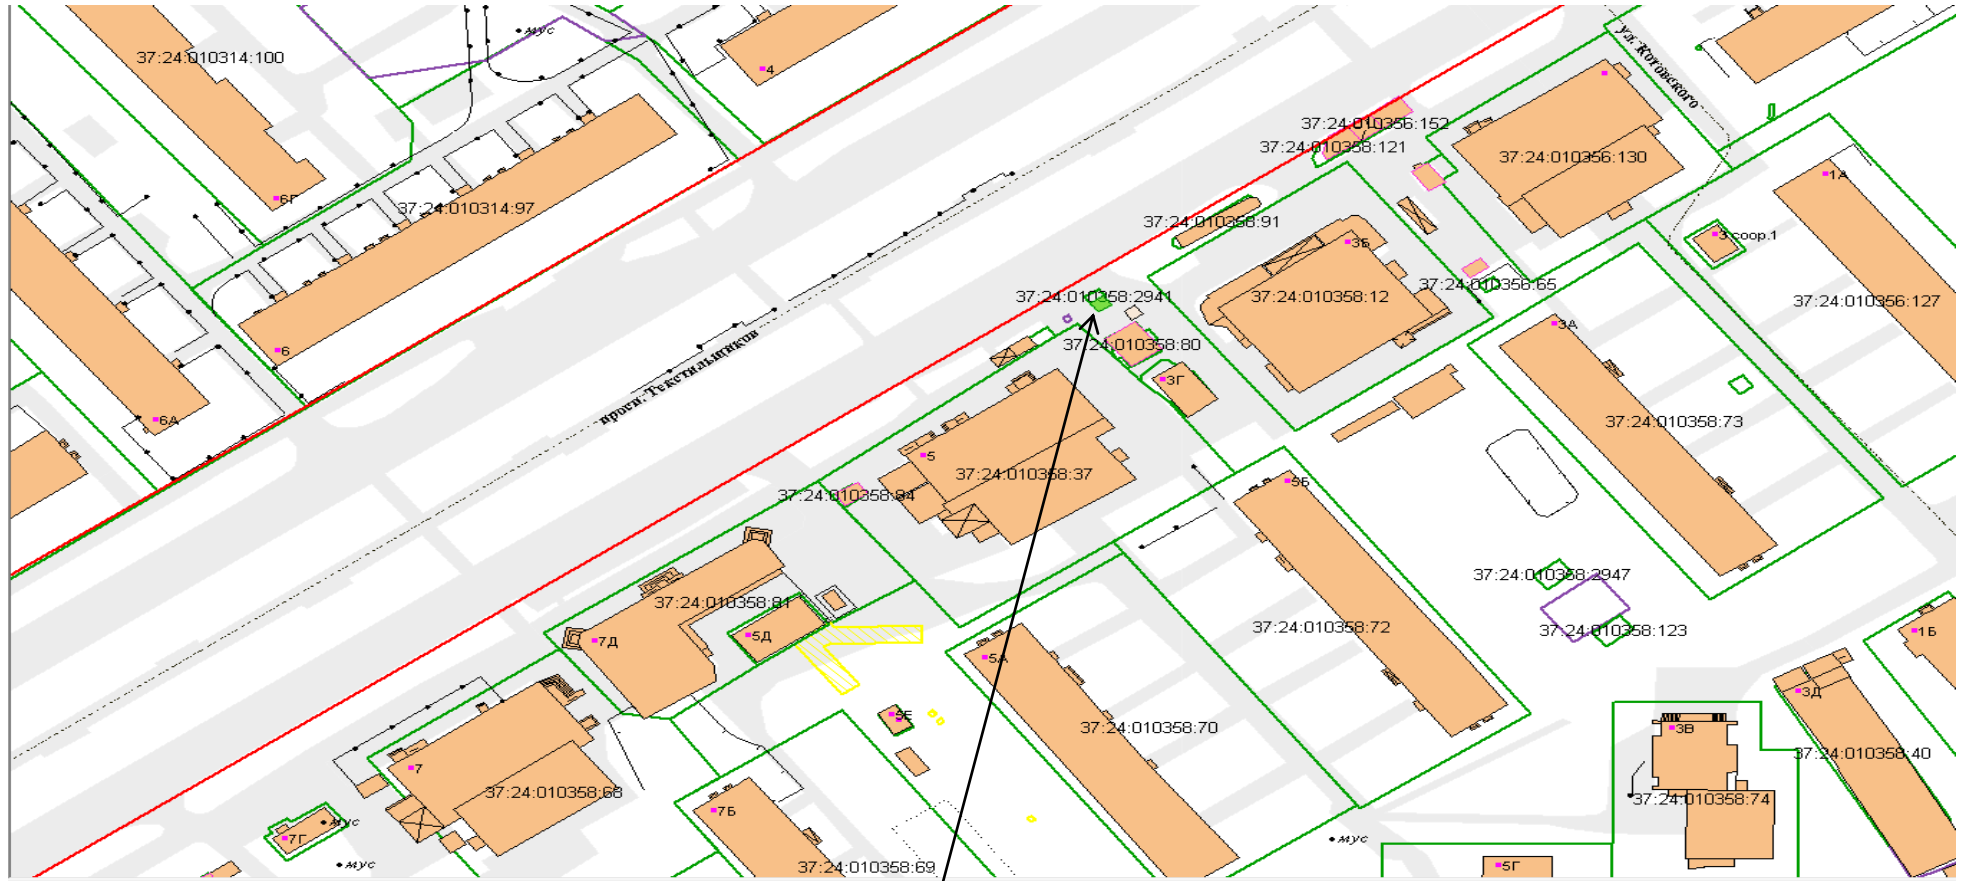 мус
ул. Котовского
37:24:010314:100
4
37:24:010356:152
37:24:010358:121
37:24:010356:130
1А
6Г
37:24:010314:97
37:24:010358:91
3Б
3 соор.1
37:24:010358:2941
37:24:010358:12
37:24:010356:65
37:24:010356:127
3А
6
просп. Текстильщиков
37:24:010358:80
3Г
6А
37:24:010358:73
5
37:24:010358:37
5Б
37:24:010358:84
37:24:010358:2947
37:24:010358:81
5Д
7Д
37:24:010358:72
37:24:010358:123
1Б
5А
3Д
5Е
37:24:010358:70
3В
37:24:010358:40
7
37:24:010358:68
37:24:010358:74
7Б
мус
7Г
мус
мус
37:24:010358:69
5Г